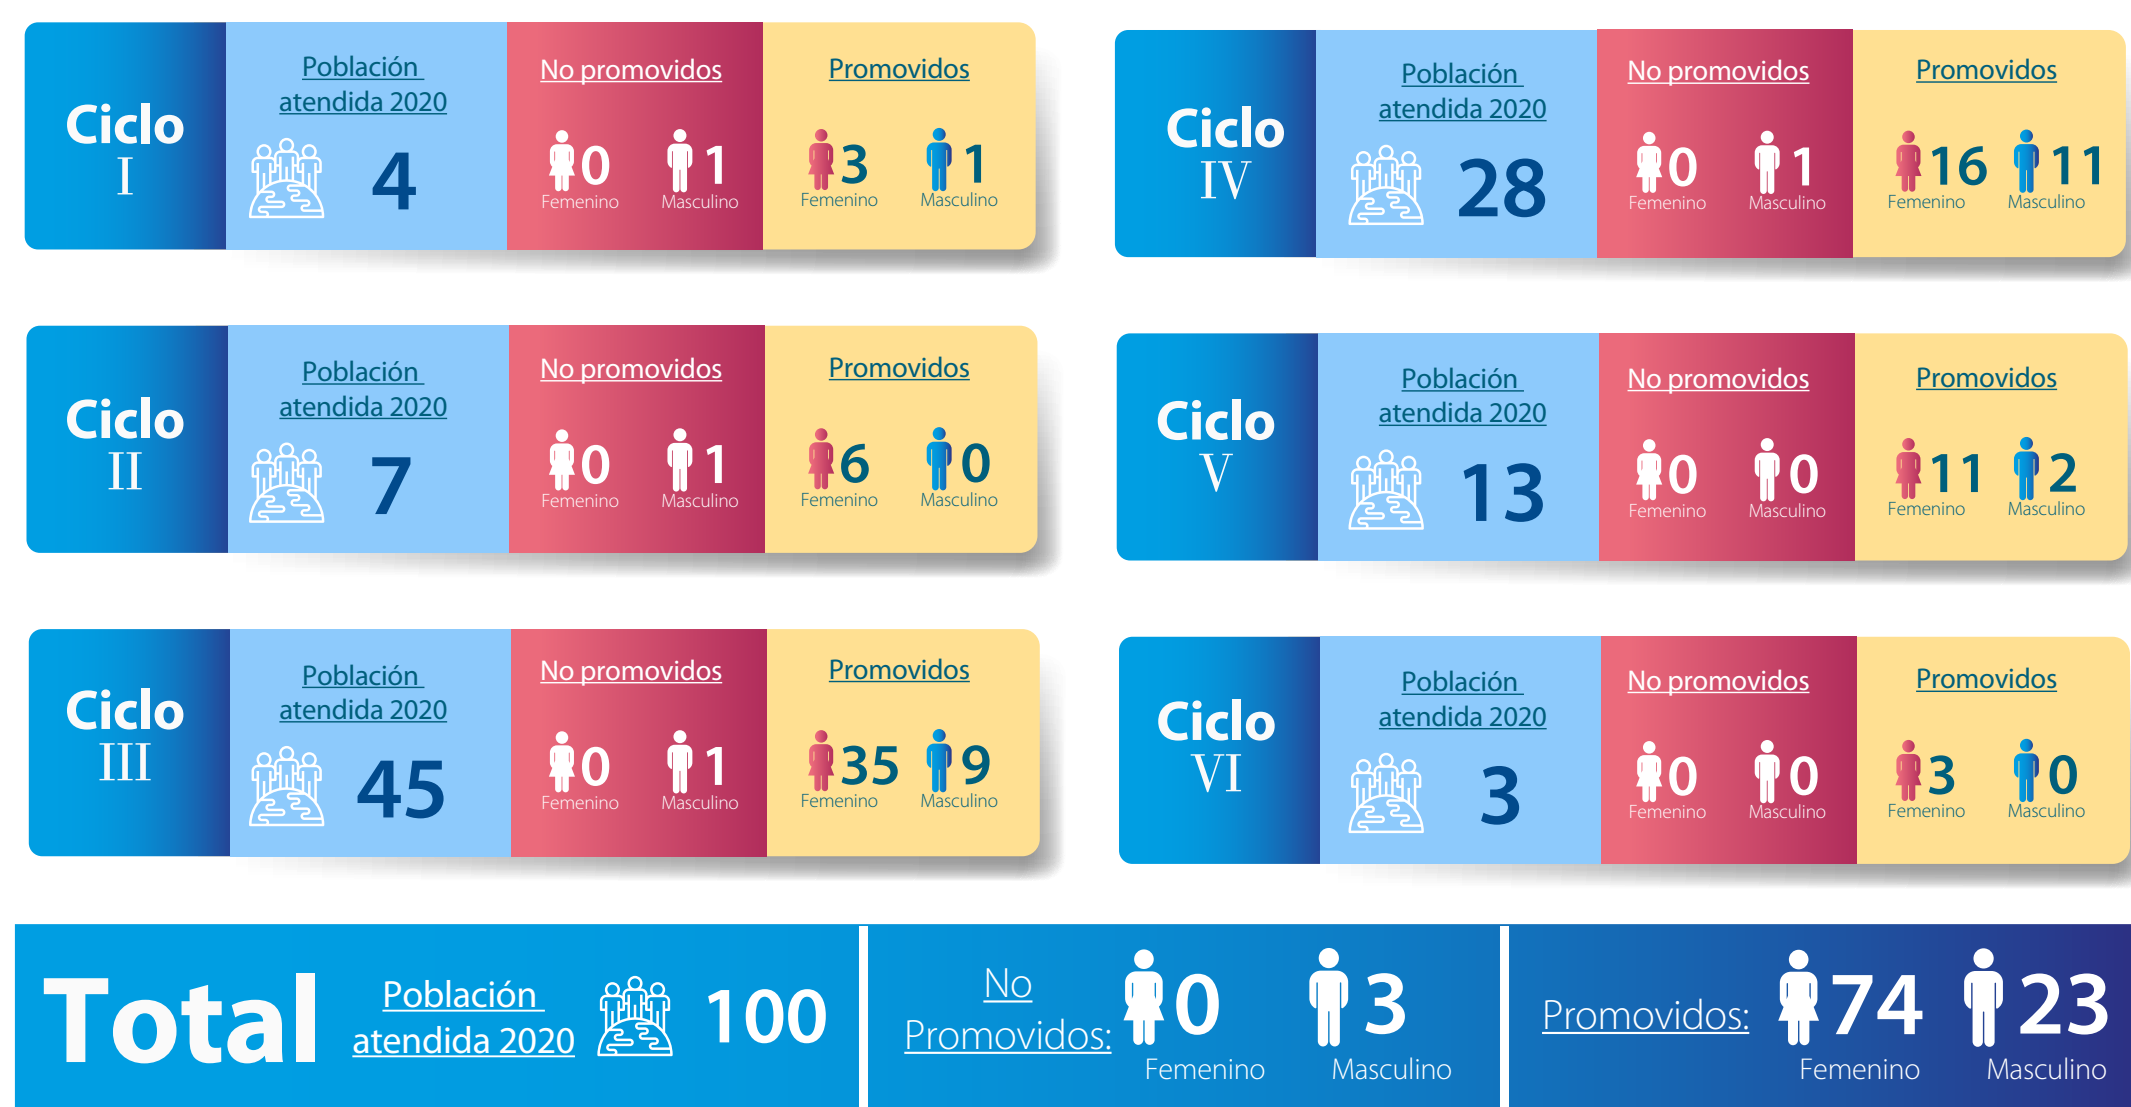 Ciclo
I
Población
atendida 2020
4
No promovidos
0 1
Femenino Masculino
Promovidos
3 1
Femenino Masculino
Ciclo
IV
Población
atendida 2020
28
No promovidos
0 1
Femenino Masculino
Promovidos
16 11
Femenino Masculino
Ciclo
II
Población
atendida 2020
7
No promovidos
0 1
Femenino Masculino
Promovidos
6 0
Femenino Masculino
Ciclo
V
Población
atendida 2020
13
No promovidos
0 0
Femenino Masculino
Promovidos
11 2
Femenino Masculino
Ciclo
III
Población
atendida 2020
45
No promovidos
0 1
Femenino Masculino
Promovidos
35 9
Femenino Masculino
Ciclo
VI
Población
atendida 2020
3
No promovidos
0 0
Femenino Masculino
Promovidos
3 0
Femenino Masculino
Total
Población
atendida 2020
100
No
Promovidos:
0 3
Femenino Masculino
Promovidos:
74 23
Femenino Masculino